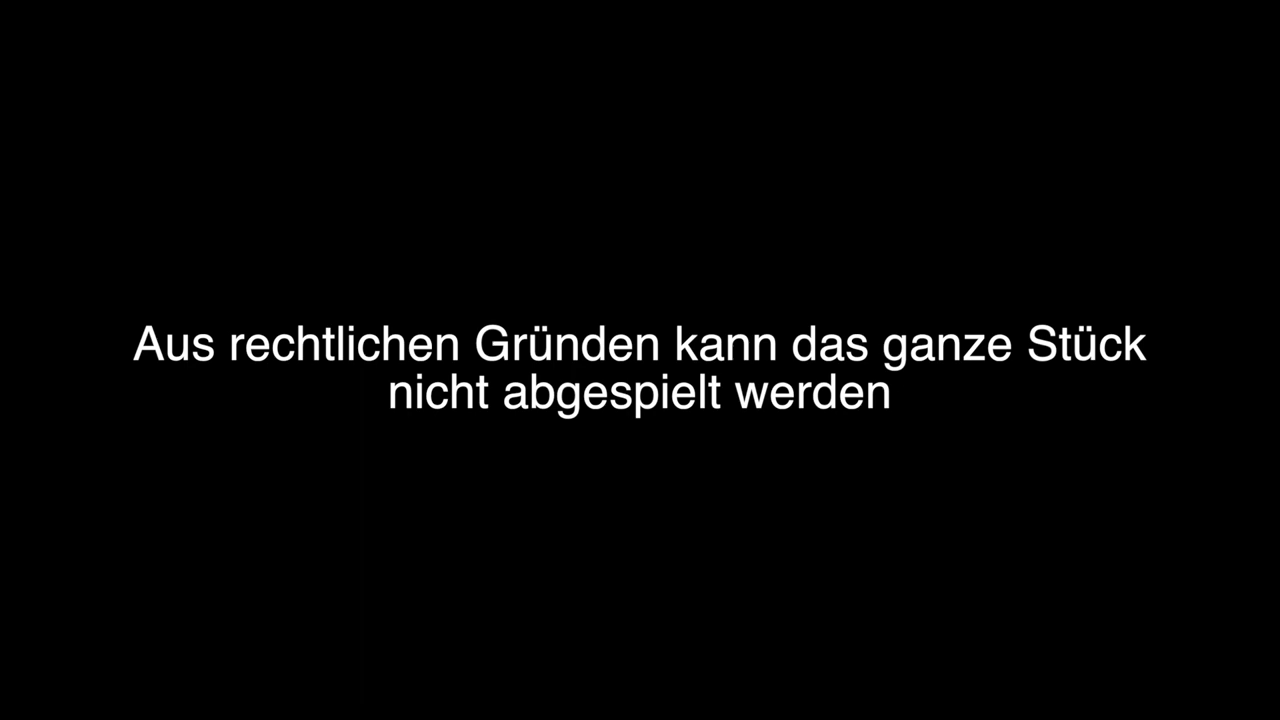 Aus rechtlichen Gründen kann das ganze Stück
nicht abgespielt werden